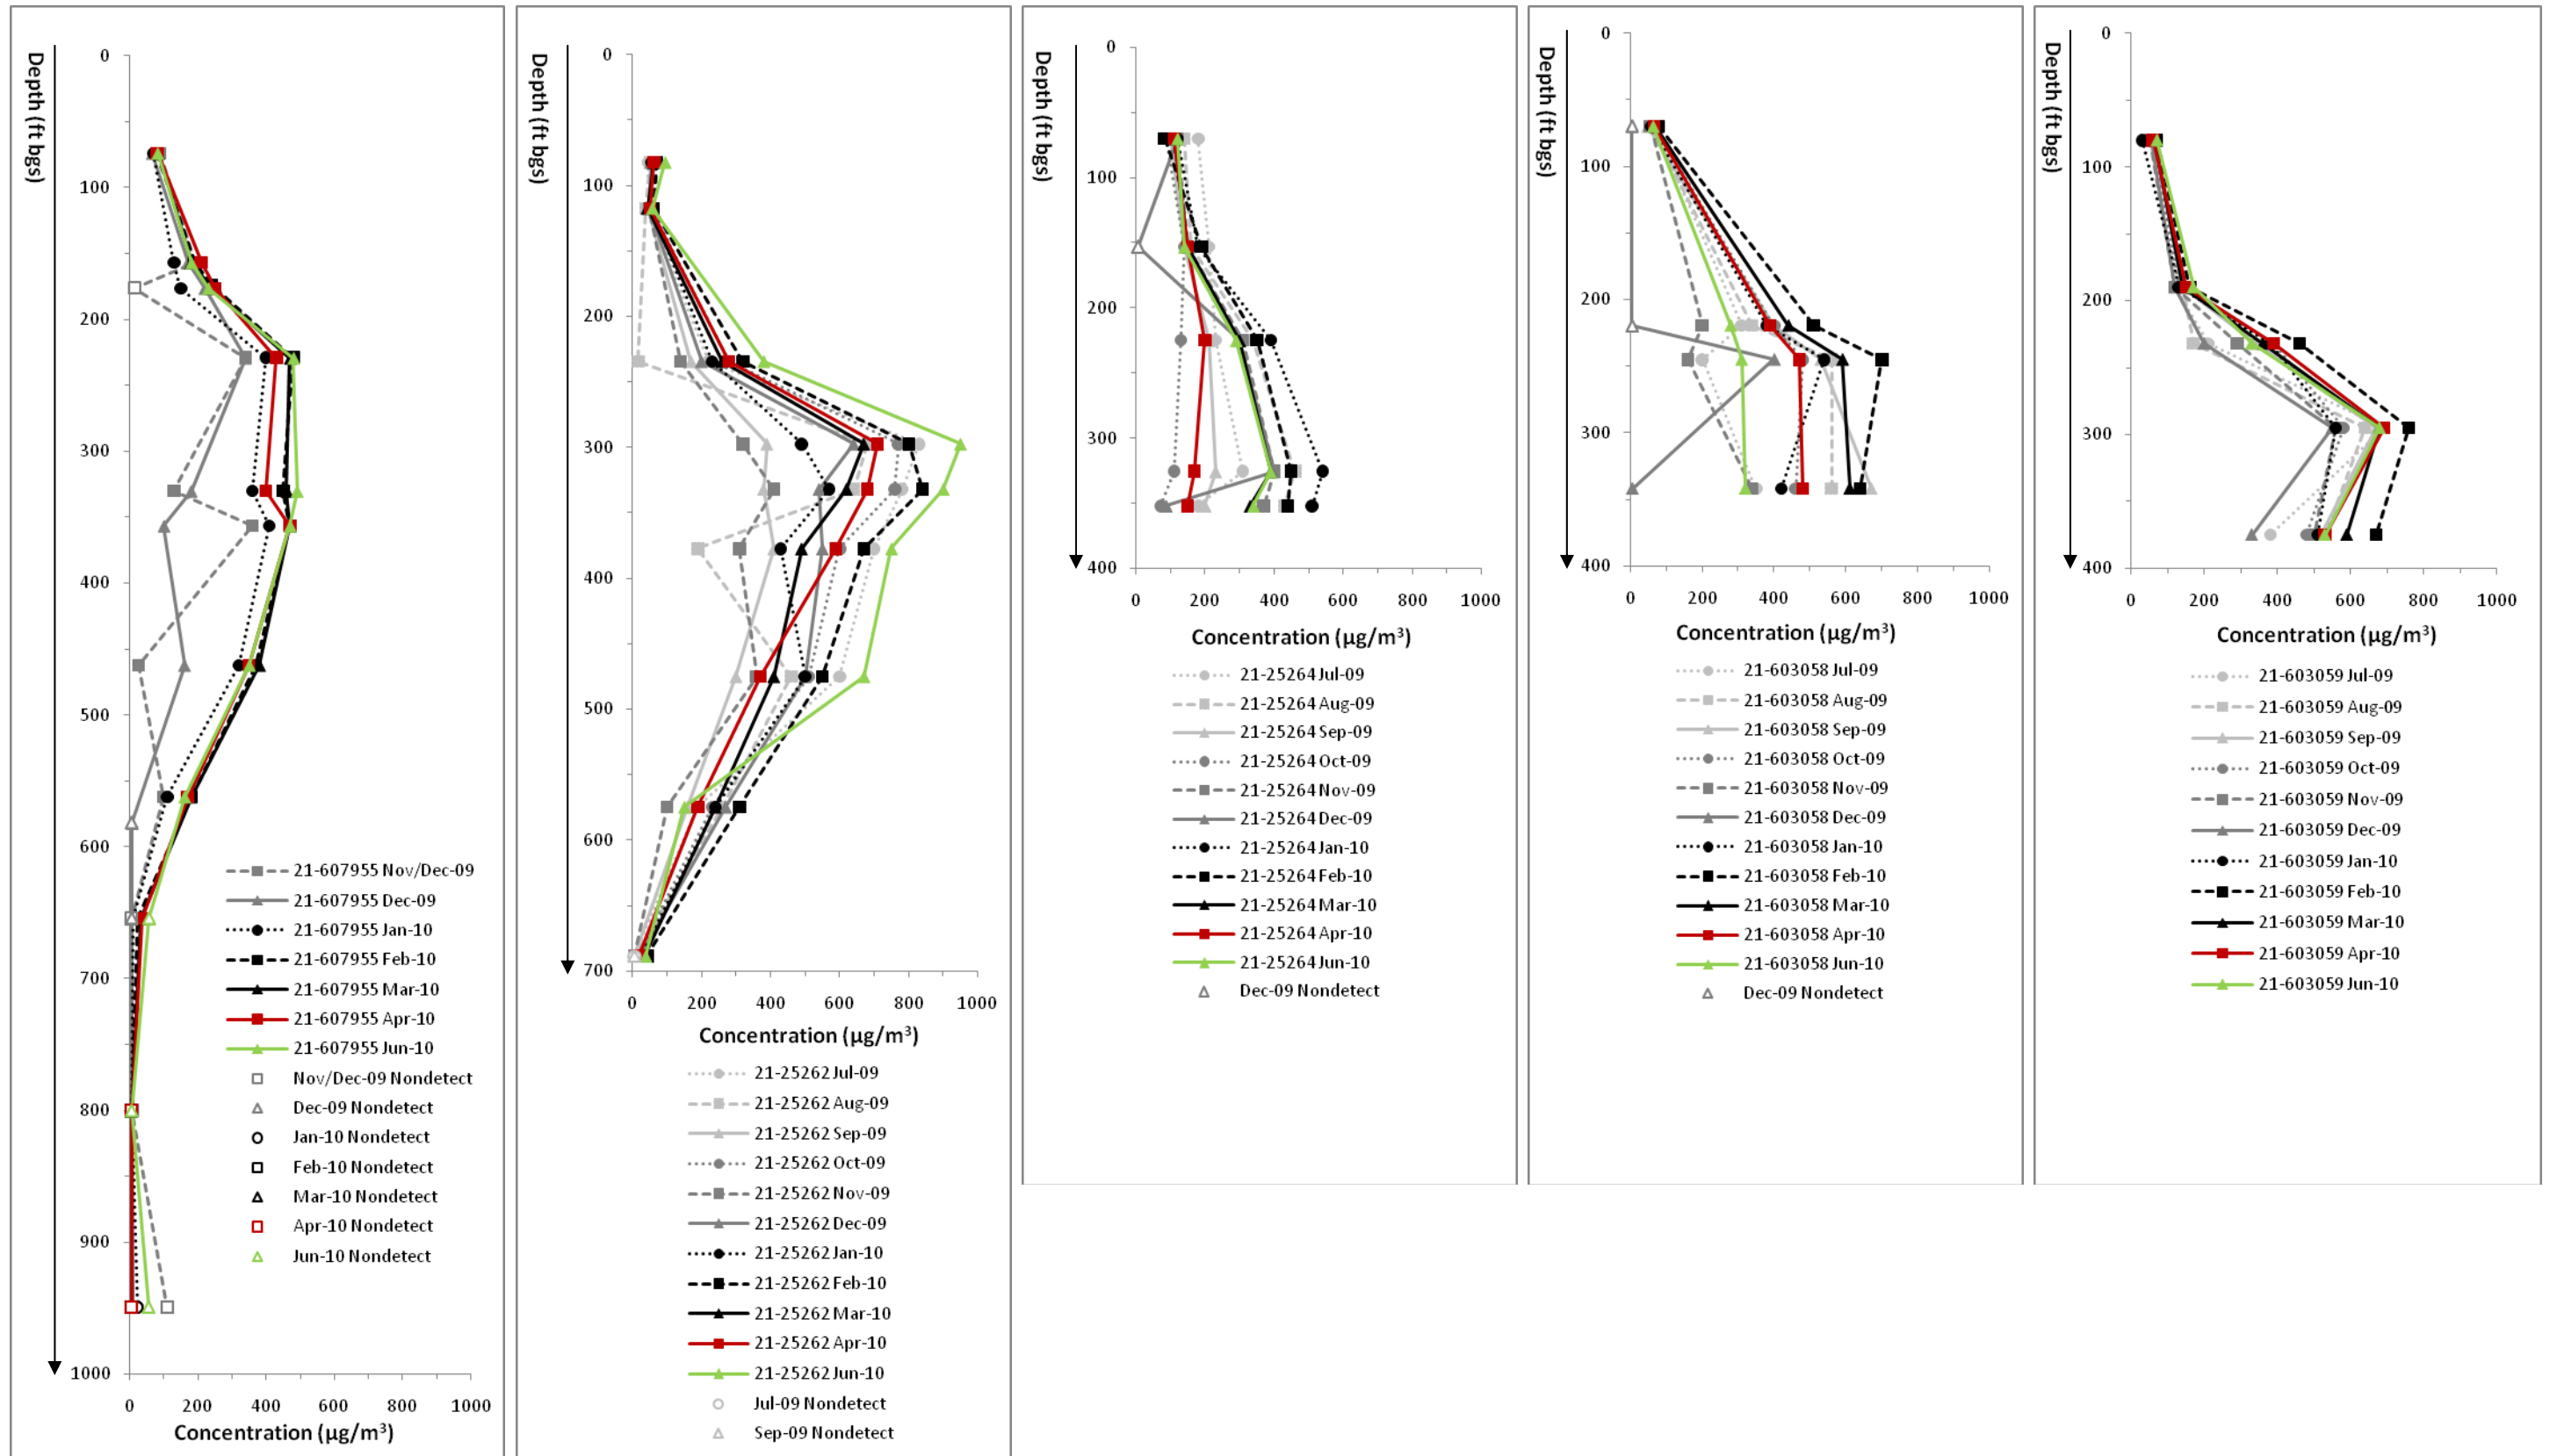 Depth (ft bgs)
0
100
200
300
400
500
600
700
800
900
1000
0 200 400 600 800 1000
Concentration (µg/m³)
21-607955 Nov/Dec-09
21-607955 Dec-09
21-607955 Jan-10
21-607955 Feb-10
21-607955 Mar-10
21-607955 Apr-10
21-607955 Jun-10
Nov/Dec-09 Nondetect
Dec-09 Nondetect
Jan-10 Nondetect
Feb-10 Nondetect
Mar-10 Nondetect
Apr-10 Nondetect
Jun-10 Nondetect
Depth (ft bgs)
0
100
200
300
400
500
600
700
0 200 400 600 800 1000
Concentration (µg/m³)
21-25262 Jul-09
21-25262 Aug-09
21-25262 Sep-09
21-25262 Oct-09
21-25262 Nov-09
21-25262 Dec-09
21-25262 Jan-10
21-25262 Feb-10
21-25262 Mar-10
21-25262 Apr-10
21-25262 Jun-10
Jul-09 Nondetect
Sep-09 Nondetect
Depth (ft bgs)
0
100
200
300
400
0 200 400 600 800 1000
Concentration (µg/m³)
21-25264 Jul-09
21-25264 Aug-09
21-25264 Sep-09
21-25264 Oct-09
21-25264 Nov-09
21-25264 Dec-09
21-25264 Jan-10
21-25264 Feb-10
21-25264 Mar-10
21-25264 Apr-10
21-25264 Jun-10
Dec-09 Nondetect
Depth (ft bgs)
0
100
200
300
400
0 200 400 600 800 1000
Concentration (µg/m³)
21-603058 Jul-09
21-603058 Aug-09
21-603058 Sep-09
21-603058 Oct-09
21-603058 Nov-09
21-603058 Dec-09
21-603058 Jan-10
21-603058 Feb-10
21-603058 Mar-10
21-603058 Apr-10
21-603058 Jun-10
Dec-09 Nondetect
Depth (ft bgs)
0
100
200
300
400
0 200 400 600 800 1000
Concentration (µg/m³)
21-603059 Jul-09
21-603059 Aug-09
21-603059 Sep-09
21-603059 Oct-09
21-603059 Nov-09
21-603059 Dec-09
21-603059 Jan-10
21-603059 Feb-10
21-603059 Mar-10
21-603059 Apr-10
21-603059 Jun-10